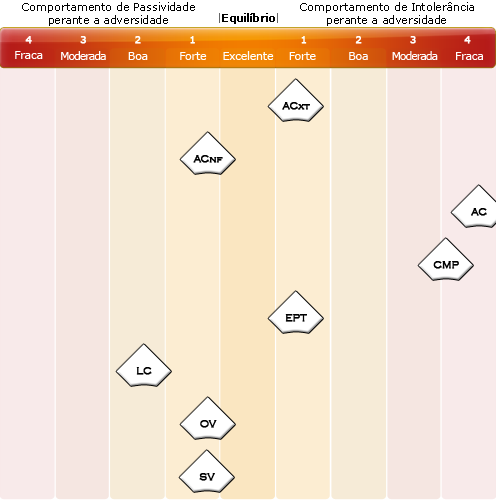 Comportamento de Passividade
perante a adversidade
|Equilíbrio|
Comportamento de Intolerância
perante a adversidade
4 3 2 1 1 2 3 4
Fraca Moderada Boa Forte Excelente Forte Boa Moderada Fraca
ACXT
ACNF
AC
CMP
EPT
LC
OV
SV